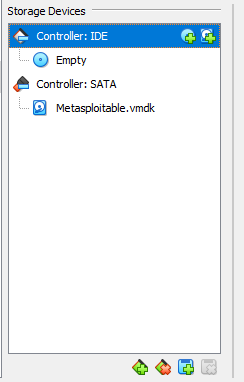 Storage Devices
Controller: IDE
Empty
Controller: SATA
Metasploitable.vmdk